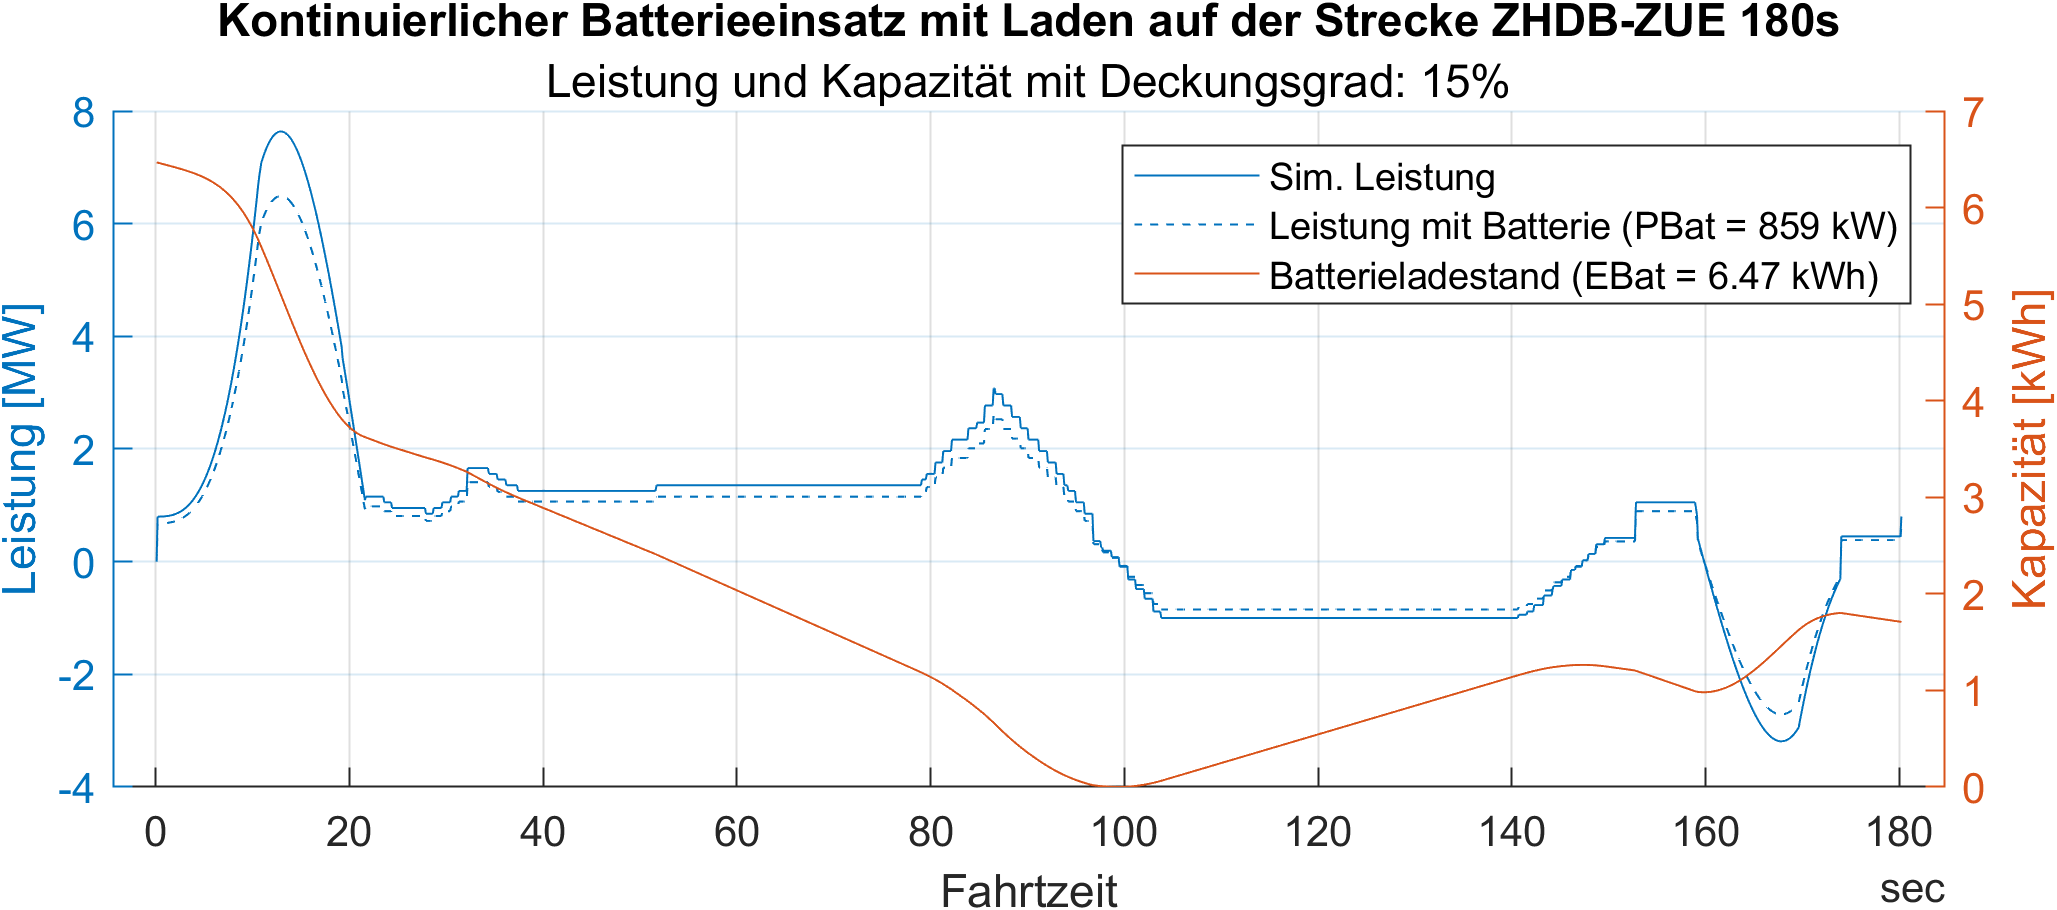 Kontinuierlicher Batterieeinsatz mit Laden auf der Strecke ZHDB-ZUE 180s
Leistung und Kapazität mit Deckungsgrad: 15%
Leistung [MW]
8
6
4
2
0
-2
-4
Sim. Leistung
Leistung mit Batterie (PBat = 859 kW)
Batterieladestand (EBat = 6.47 kWh)
7
6
5
4
3
2
1
0
Kapazität [kWh]
0 20 40 60 80 100 120 140 160 180
Fahrtzeit
sec